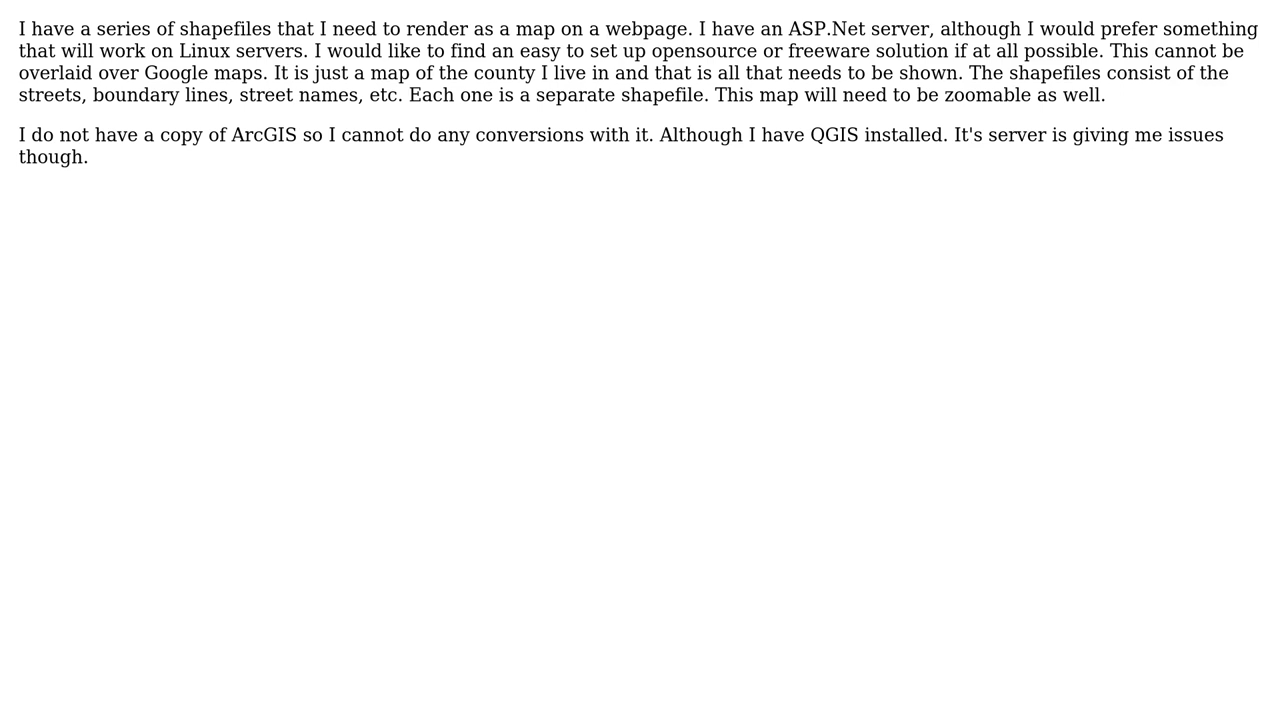 I have a series of shapefiles that I need to render as a map on a webpage. I have an ASP.Net server, although I would prefer something
that will work on Linux servers. I would like to find an easy to set up opensource or freeware solution if at all possible. This cannot be
overlaid over Google maps. It is just a map of the county I live in and that is all that needs to be shown. The shapefiles consist of the
streets, boundary lines, street names, etc. Each one is a separate shapefile. This map will need to be zoomable as well.
I do not have a copy of ArcGIS so I cannot do any conversions with it. Although I have QGIS installed. It's server is giving me issues
though.